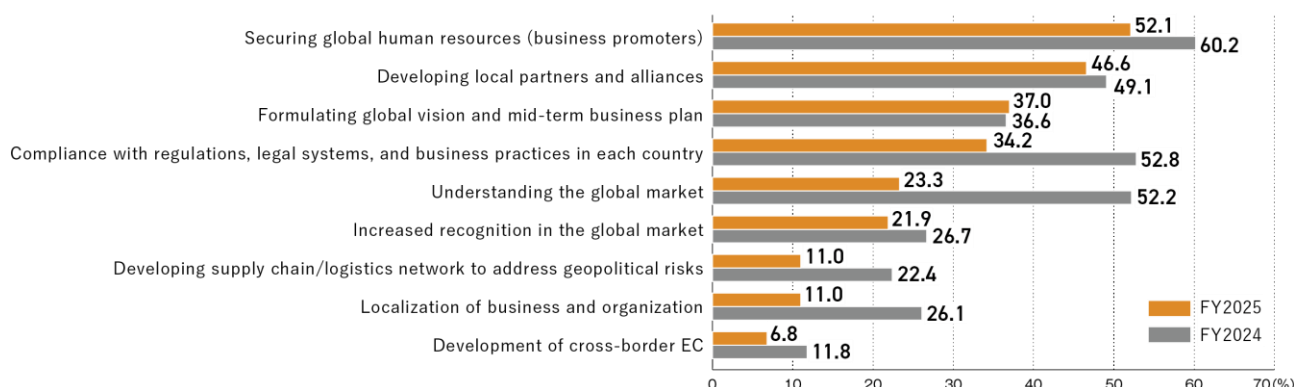 Securing global human resources (business promoters) 52.1
60.2
Developing local partners and alliances 46.6
49.1
Formulating global vision and mid-term business plan 37.0
36.6
Compliance with regulations, legal systems, and business practices in each country 34.2
52.8
Understanding the global market 23.3
52.2
Increased recognition in the global market 21.9
26.7
Developing supply chain/logistics network to address geopolitical risks 11.0
22.4
Localization of business and organization 11.0
26.1
Development of cross-border EC 6.8
11.8
FY2025
FY2024
0 10 20 30 40 50 60 70(%)